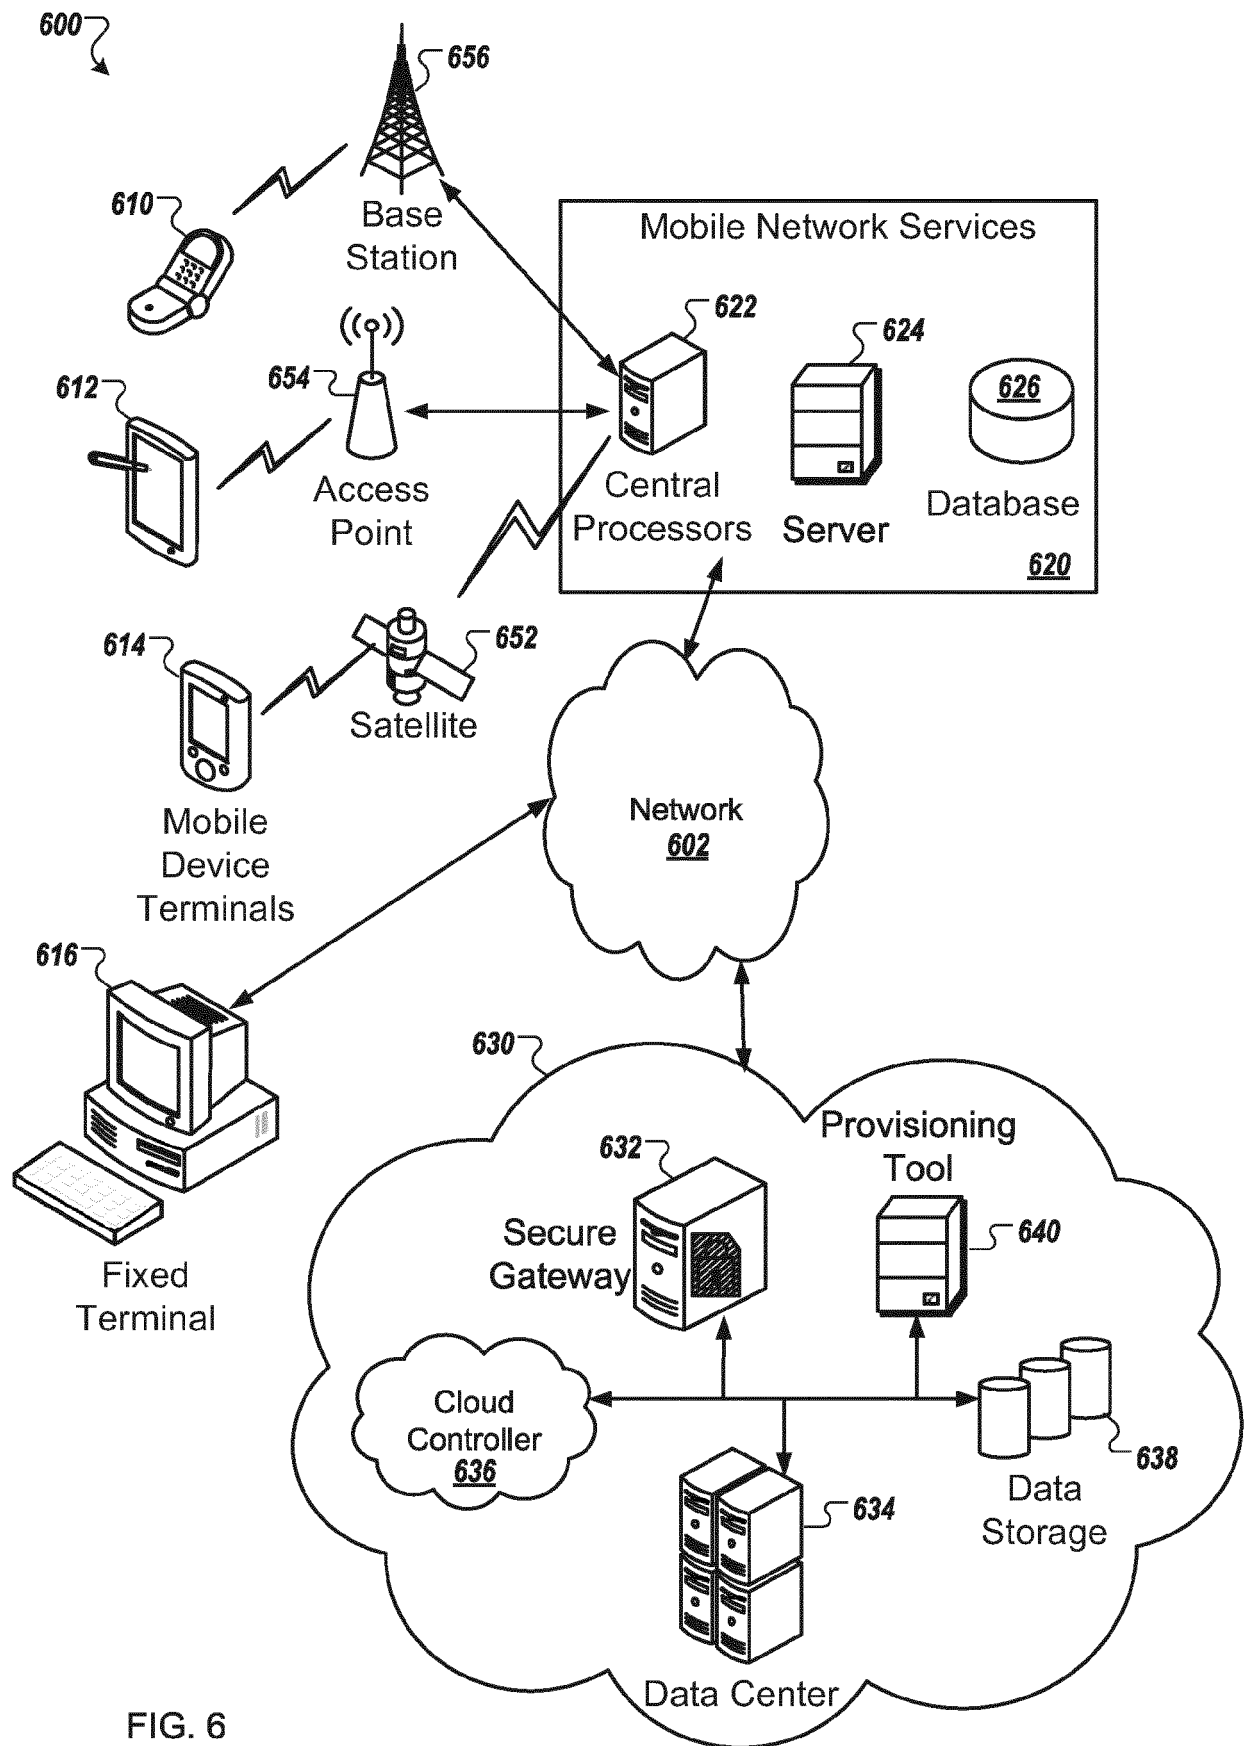 600
656
610
Base
Station
Mobile Network Services
622
624
626
654
612
Access
Point
Central
Processors
Server
Database
620
614
652
Satellite
Mobile
Device
Terminals
Network
602
616
630
Provisioning
Tool
632
640
Secure
Gateway
Fixed
Terminal
Cloud
Controller
636
638
Data
Storage
634
Data Center
FIG. 6